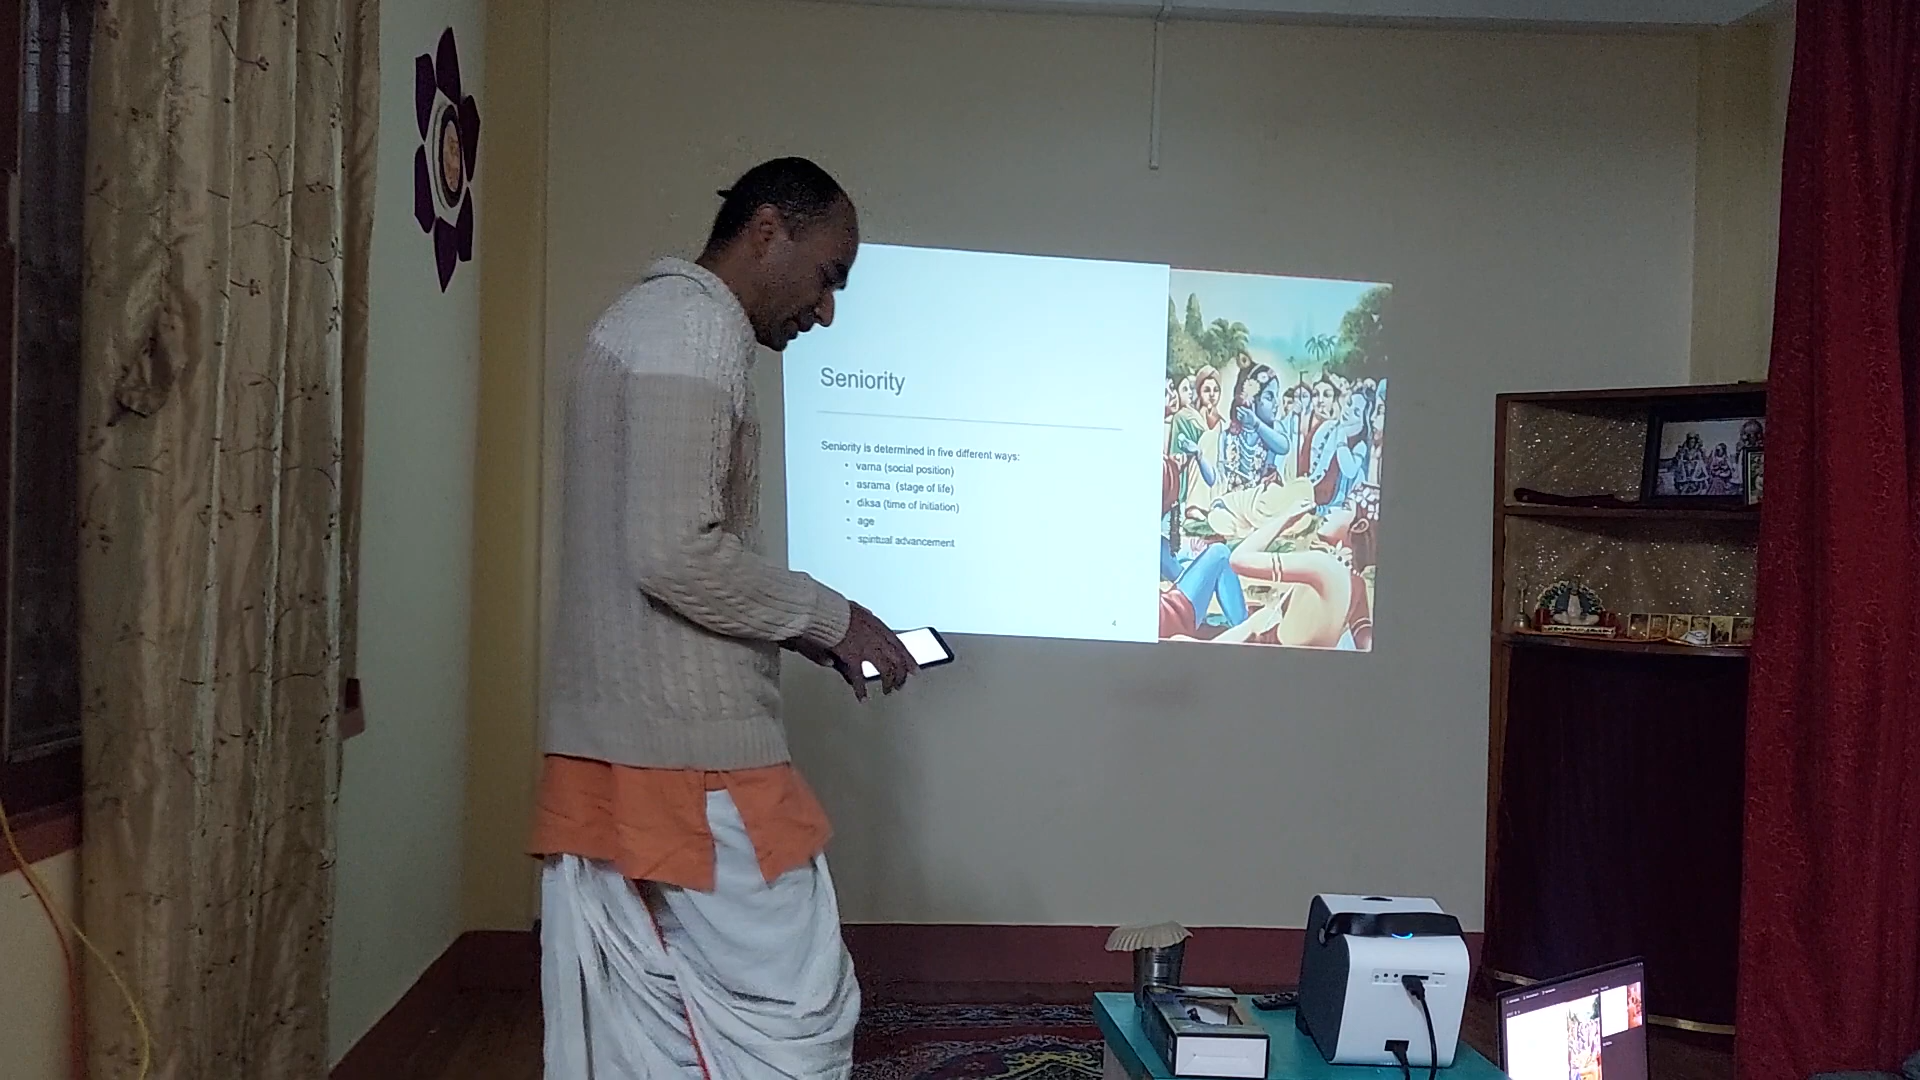 Seniority
Seniority is determined in five different ways:
• varna (social position)
• asrama (stage of life)
• diksa (time of initiation)
• age
• spiritual advancement
4